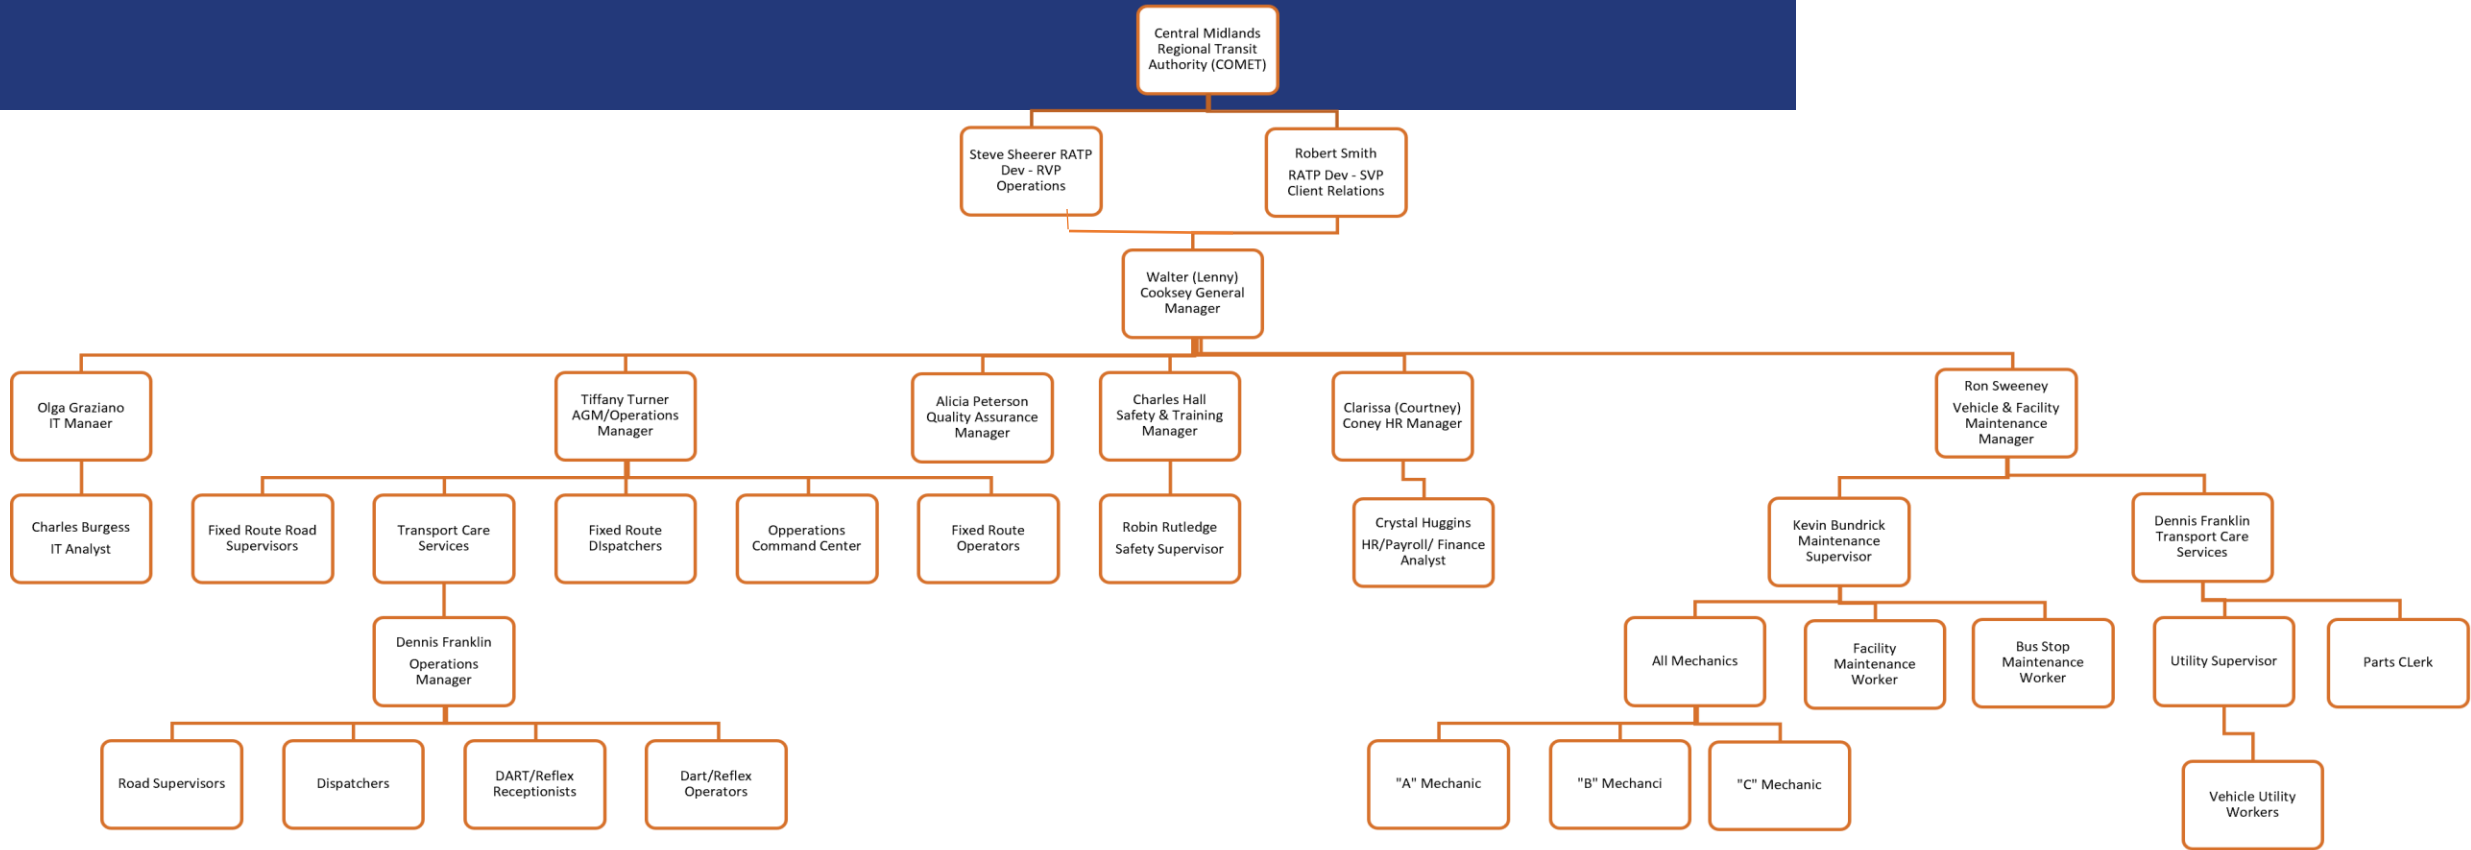 Central Midlands
Regional Transit
Authority (COMET)
Steve Sheerer RATP
Dev - RVP
Operations
Robert Smith
RATP Dev - SVP
Client Relations
Walter (Lenny)
Cooksey General
Manager
Olga Graziano
IT Manaer
Tiffany Turner
AGM/Operations
Manager
Alicia Peterson
Quality Assurance
Manager
Charles Hall
Safety & Training
Manager
Clarissa (Courtney)
Coney HR Manager
Ron Sweeney
Vehicle & Facility
Maintenance
Manager
Charles Burgess
IT Analyst
Fixed Route Road
Supervisors
Transport Care
Services
Fixed Route
DIspatchers
Opperations
Command Center
Fixed Route
Operators
Robin Rutledge
Safety Supervisor
Crystal Huggins
HR/Payroll/ Finance
Analyst
Kevin Bundrick
Maintenance
Supervisor
Dennis Franklin
Transport Care
Services
Dennis Franklin
Operations
Manager
All Mechanics
Facility
Maintenance
Worker
Bus Stop
Maintenance
Worker
Utility Supervisor
Parts CLerk
Road Supervisors
Dispatchers
DART/Reflex
Receptionists
Dart/Reflex
Operators
"A" Mechanic
"B" Mechanci
"C" Mechanic
Vehicle Utility
Workers